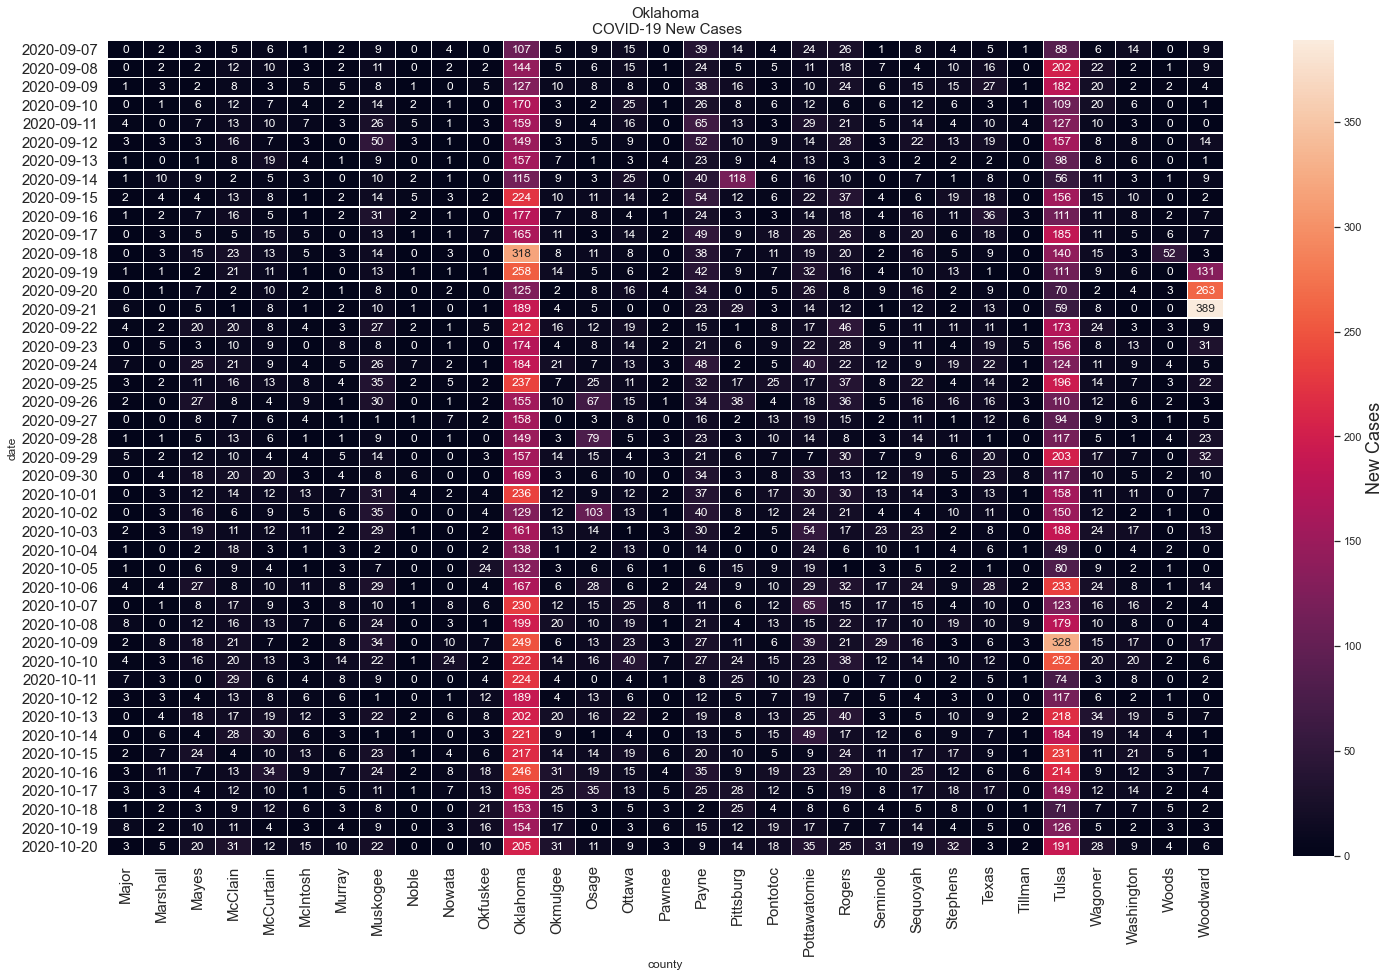 Oklahoma
COVID-19 New Cases
2020-09-07 0 2 3 5 6 1 2 9 0 4 0 107 5 9 15 0 39 14 4 24 26 1 8 4 5 1 88 6 14 0 9
2020-09-08 0 2 2 12 10 3 2 11 0 2 2 144 5 6 15 1 24 5 5 11 18 7 4 10 16 0 202 22 2 1 9
2020-09-09 1 3 2 8 3 5 5 8 1 0 5 127 10 8 8 0 38 16 3 10 24 6 15 15 27 1 182 20 2 2 4
2020-09-10 0 1 6 12 7 4 2 14 2 1 0 170 3 2 25 1 26 8 6 12 6 6 12 6 3 1 109 20 6 0 1
2020-09-11 4 0 7 13 10 7 3 26 5 1 3 159 9 4 16 0 65 13 3 29 21 5 14 4 10 4 127 10 3 0 0
2020-09-12 3 3 3 16 7 3 0 50 3 1 0 149 3 5 9 0 52 10 9 14 28 3 22 13 19 0 157 8 8 0 14
2020-09-13 1 0 1 8 19 4 1 9 0 1 0 157 7 1 3 4 23 9 4 13 3 3 2 2 2 0 98 8 6 0 1
2020-09-14 1 10 9 2 5 3 0 10 2 1 0 115 9 3 25 0 40 118 6 16 10 0 7 1 8 0 56 11 3 1 9
2020-09-15 2 4 4 13 8 1 2 14 5 3 2 224 10 11 14 2 54 12 6 22 37 4 6 19 18 0 156 15 10 0 2
2020-09-16 1 2 7 16 5 1 2 31 2 1 0 177 7 8 4 1 24 3 3 14 18 4 16 11 36 3 111 11 8 2 7
2020-09-17 3 3 5 5 15 5 0 13 1 1 7 165 11 3 14 2 49 9 18 26 26 8 20 6 18 0 185 11 5 6 7
2020-09-18 0 3 15 23 13 5 3 14 0 3 0 318 8 11 8 0 38 7 11 19 20 2 16 5 9 0 140 15 3 52 3
2020-09-19 1 1 2 21 11 1 0 13 1 1 1 258 14 5 6 2 42 9 7 32 16 4 10 13 1 0 111 9 6 0 131
2020-09-20 0 1 7 2 10 2 1 8 0 2 0 125 2 8 16 4 34 0 5 26 8 9 16 2 9 0 70 2 4 3 263
2020-09-21 6 0 5 1 8 1 2 10 1 0 1 189 4 5 0 0 23 29 3 14 12 1 12 2 13 0 59 8 0 0 389
2020-09-22 4 2 20 20 8 4 3 27 2 1 5 212 16 12 19 2 15 1 8 17 46 5 11 11 11 1 173 24 3 3 9
2020-09-23 0 5 3 10 9 0 8 8 0 1 0 174 4 8 14 2 21 6 9 22 28 9 11 4 19 5 156 8 13 0 31
2020-09-24 7 0 25 21 9 4 5 26 7 2 1 184 21 7 13 3 48 2 5 40 22 12 9 19 22 1 124 11 9 4 5
2020-09-25 3 2 11 16 13 8 4 35 2 5 2 237 7 25 11 2 32 17 25 17 37 8 22 4 14 2 196 14 7 3 22
2020-09-26 2 0 27 8 4 9 1 30 0 1 2 155 10 67 15 1 34 38 4 18 36 5 16 16 16 3 110 12 6 2 3
2020-09-27 0 0 8 7 6 4 1 1 1 7 2 158 0 3 8 0 16 2 13 19 15 2 11 1 12 6 94 9 3 1 5
2020-09-28 1 1 5 13 6 1 1 9 0 1 0 149 3 79 5 3 23 3 10 14 8 3 14 11 1 0 117 5 1 4 23
2020-09-29 5 2 12 10 4 4 5 14 0 0 3 157 14 15 4 3 21 6 7 7 30 7 9 6 20 0 203 17 7 0 32
2020-09-30 0 4 18 20 20 3 4 8 6 0 0 169 3 6 10 0 34 3 8 33 13 12 19 5 23 8 117 10 5 2 10
2020-10-01 0 3 12 14 12 13 7 31 4 2 4 236 12 9 12 2 37 6 17 30 30 13 14 3 13 1 158 11 11 0 7
2020-10-02 0 3 16 6 9 5 6 35 0 0 4 129 12 103 13 1 40 8 12 24 21 4 4 10 11 0 150 12 2 1 0
2020-10-03 2 3 19 11 12 11 2 29 1 0 2 161 13 14 1 3 30 2 5 54 17 23 23 2 8 0 188 24 17 0 13
2020-10-04 1 0 2 18 3 1 3 2 0 0 2 138 1 2 13 0 14 0 0 24 6 10 1 4 6 1 49 0 4 2 0
2020-10-05 1 0 6 9 4 1 3 7 0 0 24 132 3 6 6 1 6 15 9 19 1 3 5 2 1 0 80 9 2 1 0
2020-10-06 4 4 27 8 10 11 8 29 1 0 4 167 6 28 6 2 24 9 10 29 32 17 24 9 28 2 233 24 8 1 14
2020-10-07 0 1 8 17 9 3 8 10 1 8 6 230 12 15 25 8 11 6 12 65 15 17 15 4 10 0 123 16 16 2 4
2020-10-08 8 0 12 16 13 7 6 24 0 3 1 199 20 10 19 1 21 4 13 15 22 17 10 19 10 9 179 10 8 0 4
2020-10-09 2 8 18 21 7 2 8 34 0 10 7 249 6 13 23 3 27 11 6 39 21 29 16 3 6 3 328 15 17 0 17
2020-10-10 4 3 16 20 13 3 14 22 1 24 2 222 14 16 40 7 27 24 15 23 38 12 14 10 12 0 252 20 20 2 6
2020-10-11 7 3 0 29 6 4 8 9 0 0 4 224 4 0 4 1 8 25 10 23 0 7 0 2 5 1 74 3 8 0 2
2020-10-12 3 3 4 13 8 6 6 1 0 1 12 189 4 13 6 0 12 5 7 19 7 5 4 3 0 0 117 6 2 1 0
2020-10-13 0 4 18 17 19 12 3 22 2 6 8 202 20 16 22 2 19 8 13 25 40 3 5 10 9 2 218 34 19 5 7
2020-10-14 0 6 4 28 30 6 3 1 1 0 3 221 9 1 4 0 13 5 15 49 17 12 6 9 7 1 184 19 14 4 1
2020-10-15 2 7 24 4 10 13 6 23 1 4 6 217 14 14 19 6 20 10 5 9 24 11 17 17 9 1 231 11 21 5 1
2020-10-16 3 11 7 13 34 9 7 24 2 8 18 246 31 19 15 4 35 9 19 23 29 10 25 12 6 6 214 9 12 3 7
2020-10-17 3 3 4 12 10 1 5 11 1 7 13 195 25 35 13 5 25 28 12 5 19 8 17 18 17 0 149 12 14 2 4
2020-10-18 1 2 3 9 12 6 3 8 0 0 21 153 15 3 5 3 2 25 4 8 6 4 5 8 0 1 71 7 7 5 2
2020-10-19 8 2 10 11 4 3 4 9 0 3 16 154 17 0 3 6 15 12 19 17 7 7 14 4 5 0 126 5 2 3 3
2020-10-20 3 5 20 31 12 15 10 22 0 0 10 205 31 11 9 3 9 14 18 35 25 31 19 32 3 2 191 28 9 4 6
date
Major Marshall Mayes McClain McCurtain McIntosh Murray Muskogee Noble Nowata Okfuskee Oklahoma Okmulgee Osage Ottawa Pawnee Payne Pittsburg Pontotoc Pottawatomie Rogers Seminole Sequoyah Stephens Texas Tillman Tulsa Wagoner Washington Woods Woodward
county
350
300
250
200
150
100
50
0
New Cases